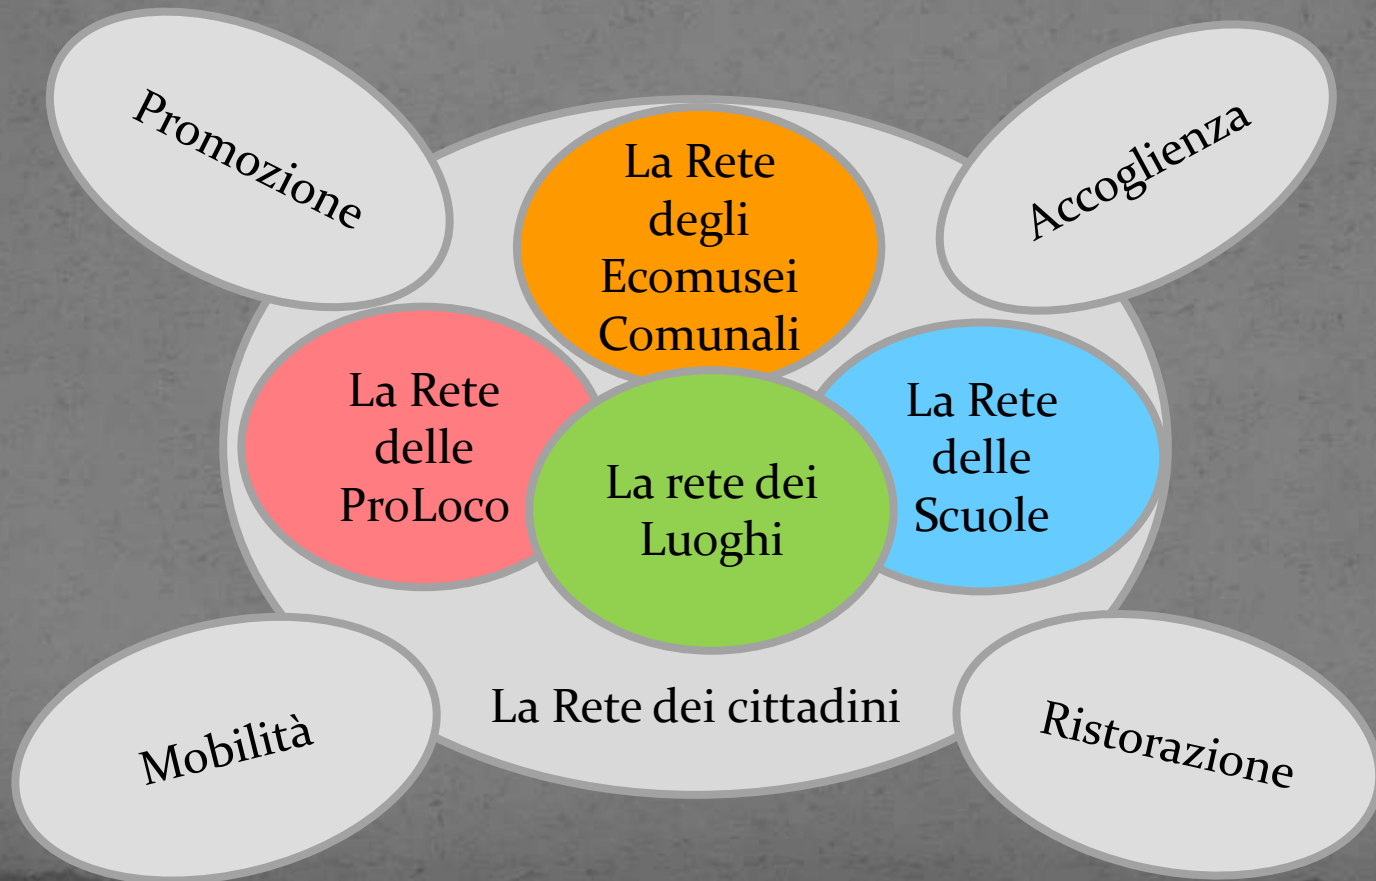 Promozione
Accoglienza
La Rete
degli
Ecomusei
Comunali
La Rete
delle
ProLoco
La rete dei
Luoghi
La Rete
delle
Scuole
La Rete dei cittadini
Mobilità
Ristorazione